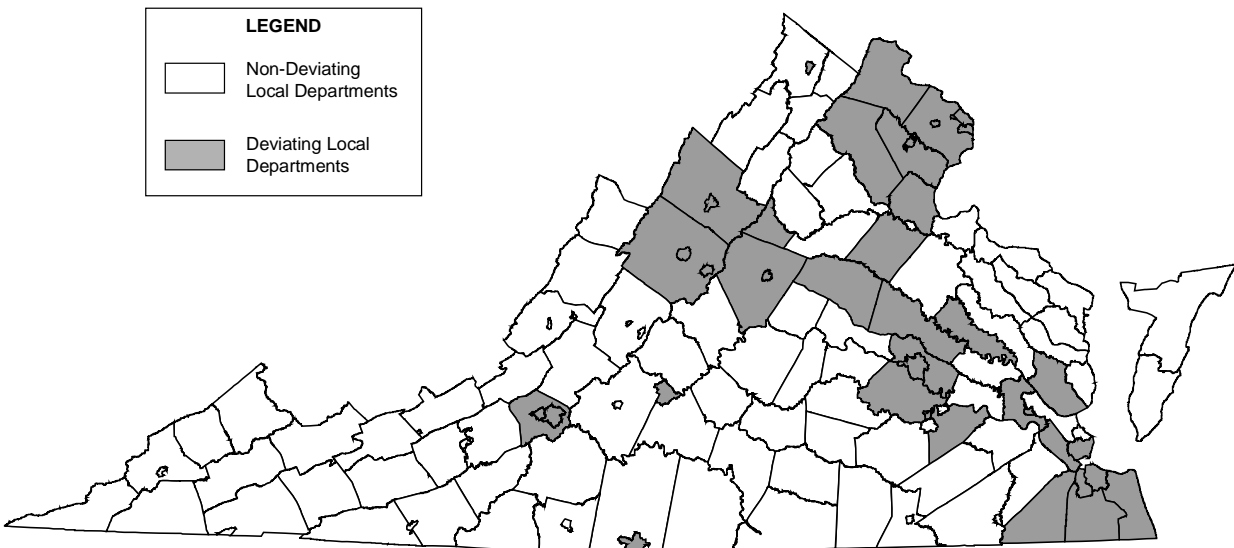 LEGEND
Non-Deviating
Local Departments
Deviating Local
Departments